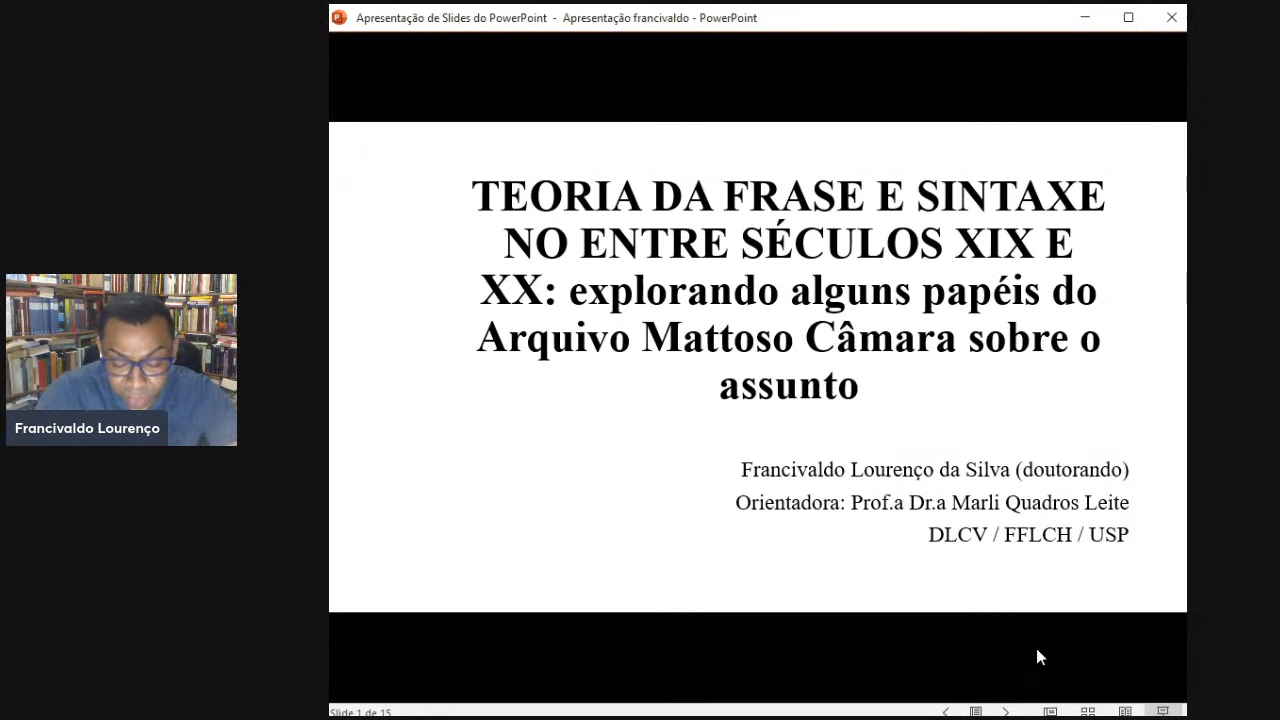 Apresentação de Slides do PowerPoint - Apresentação francivaldo - PowerPoint
TEORIA DA FRASE E SINTAXE
NO ENTRE SÉCULOS XIX E
XX: explorando alguns papéis do
Arquivo Mattoso Câmara sobre o
assunto
Francivaldo Lourenço da Silva (doutorando)
Orientadora: Prof.a Dr.a Marli Quadros Leite
DLCV / FFLCH / USP
Francivaldo Lourenço
Slide 1 de 15